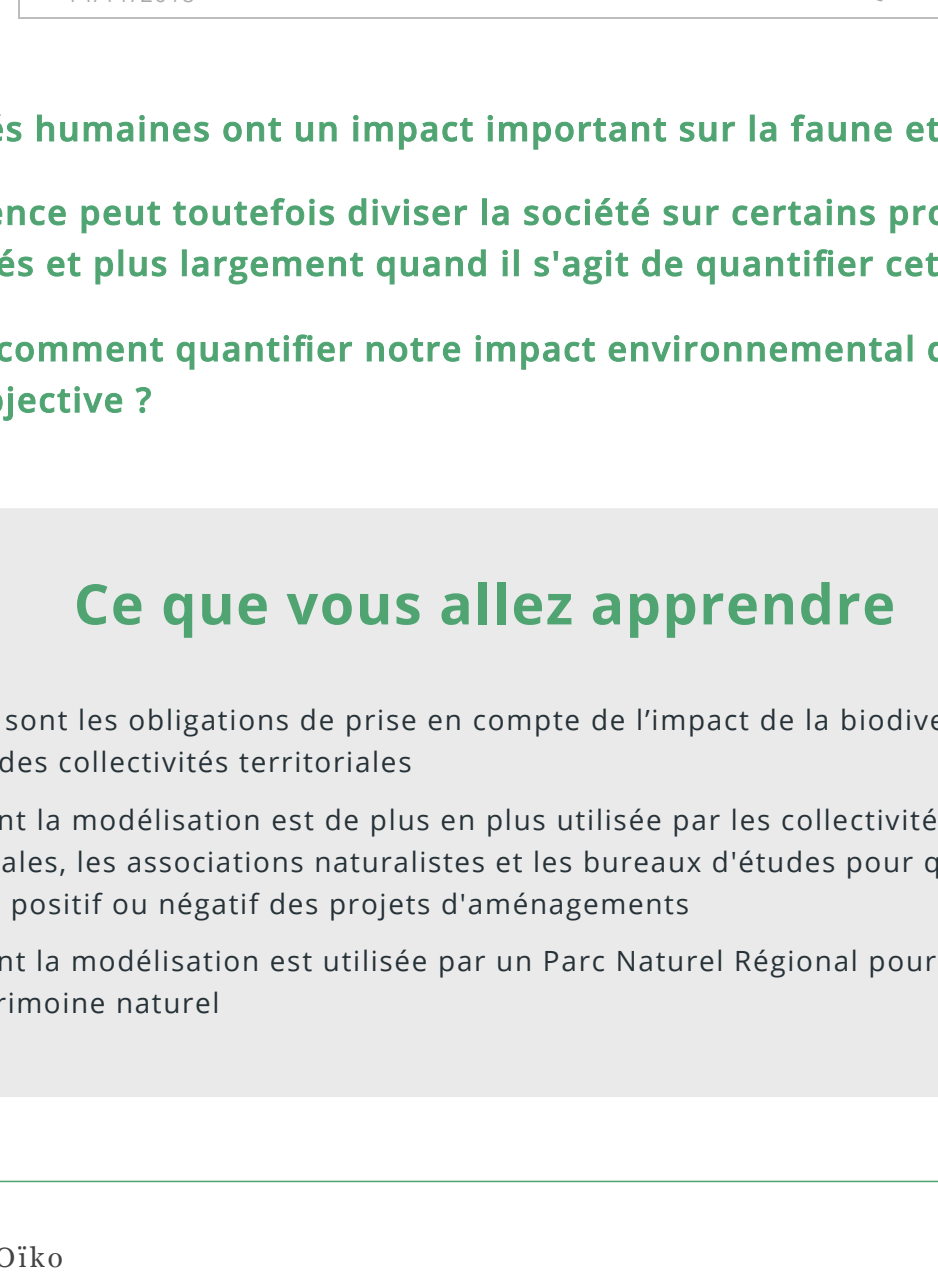 és humaines ont un impact important sur la faune et
ence peut toutefois diviser la société sur certains pro
és et plus largement quand il s'agit de quantifier cet
comment quantifier notre impact environnemental
jective ?
Ce que vous allez apprendre
sont les obligations de prise en compte de l’impact de la biodive
des collectivités territoriales
nt la modélisation est de plus en plus utilisée par les collectivité
ales, les associations naturalistes et les bureaux d'études pour q
positif ou négatif des projets d'aménagements
nt la modélisation est utilisée par un Parc Naturel Régional pour
rimoine naturel
Oïko